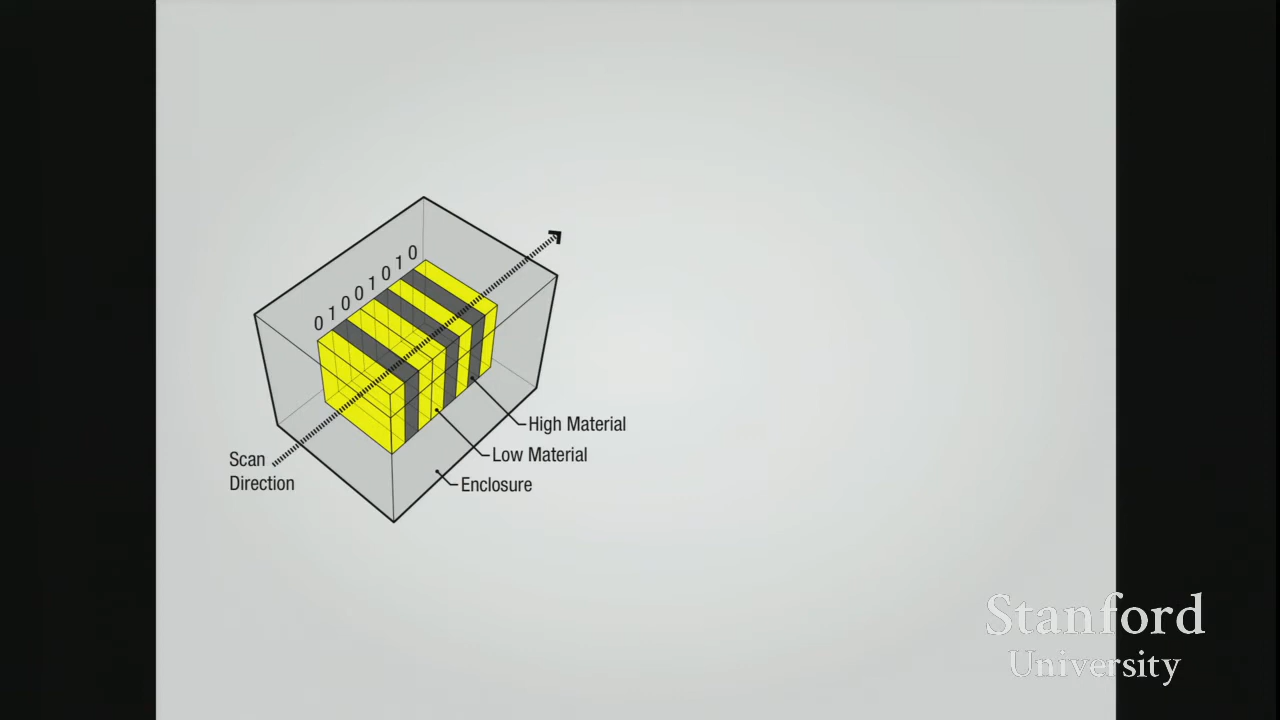 01001010
Scan
Direction
High Material
Low Material
Enclosure
Stanford
University